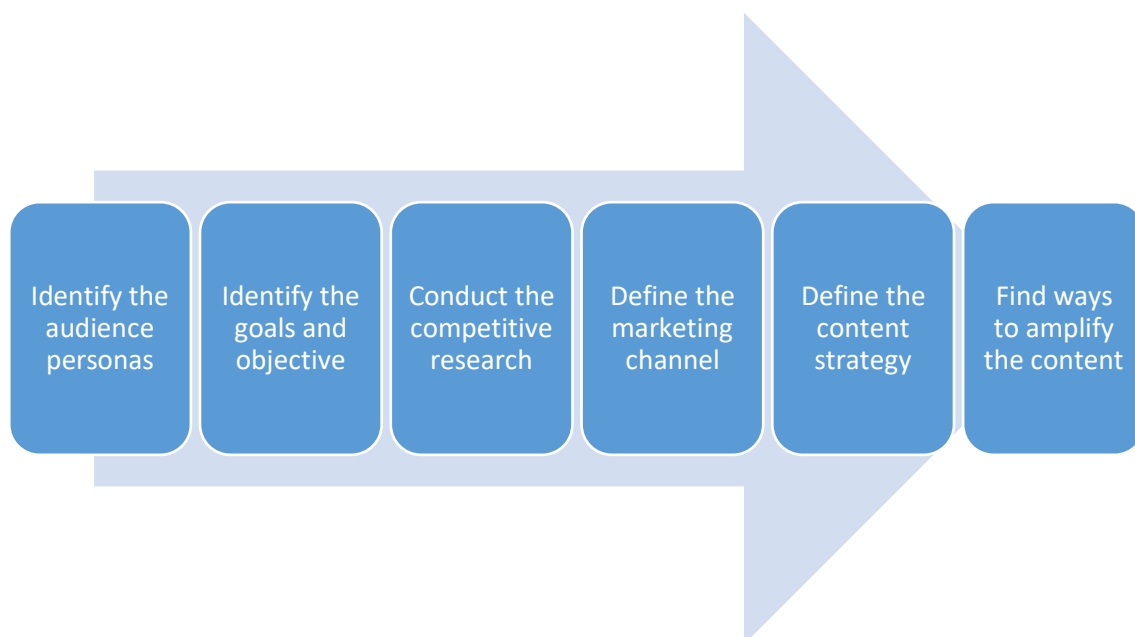 Identify the
audience
personas
Identify the
goals and
objective
Conduct the
competitive
research
Define the
marketing
channel
Define the
content
strategy
Find ways
to amplify
the content